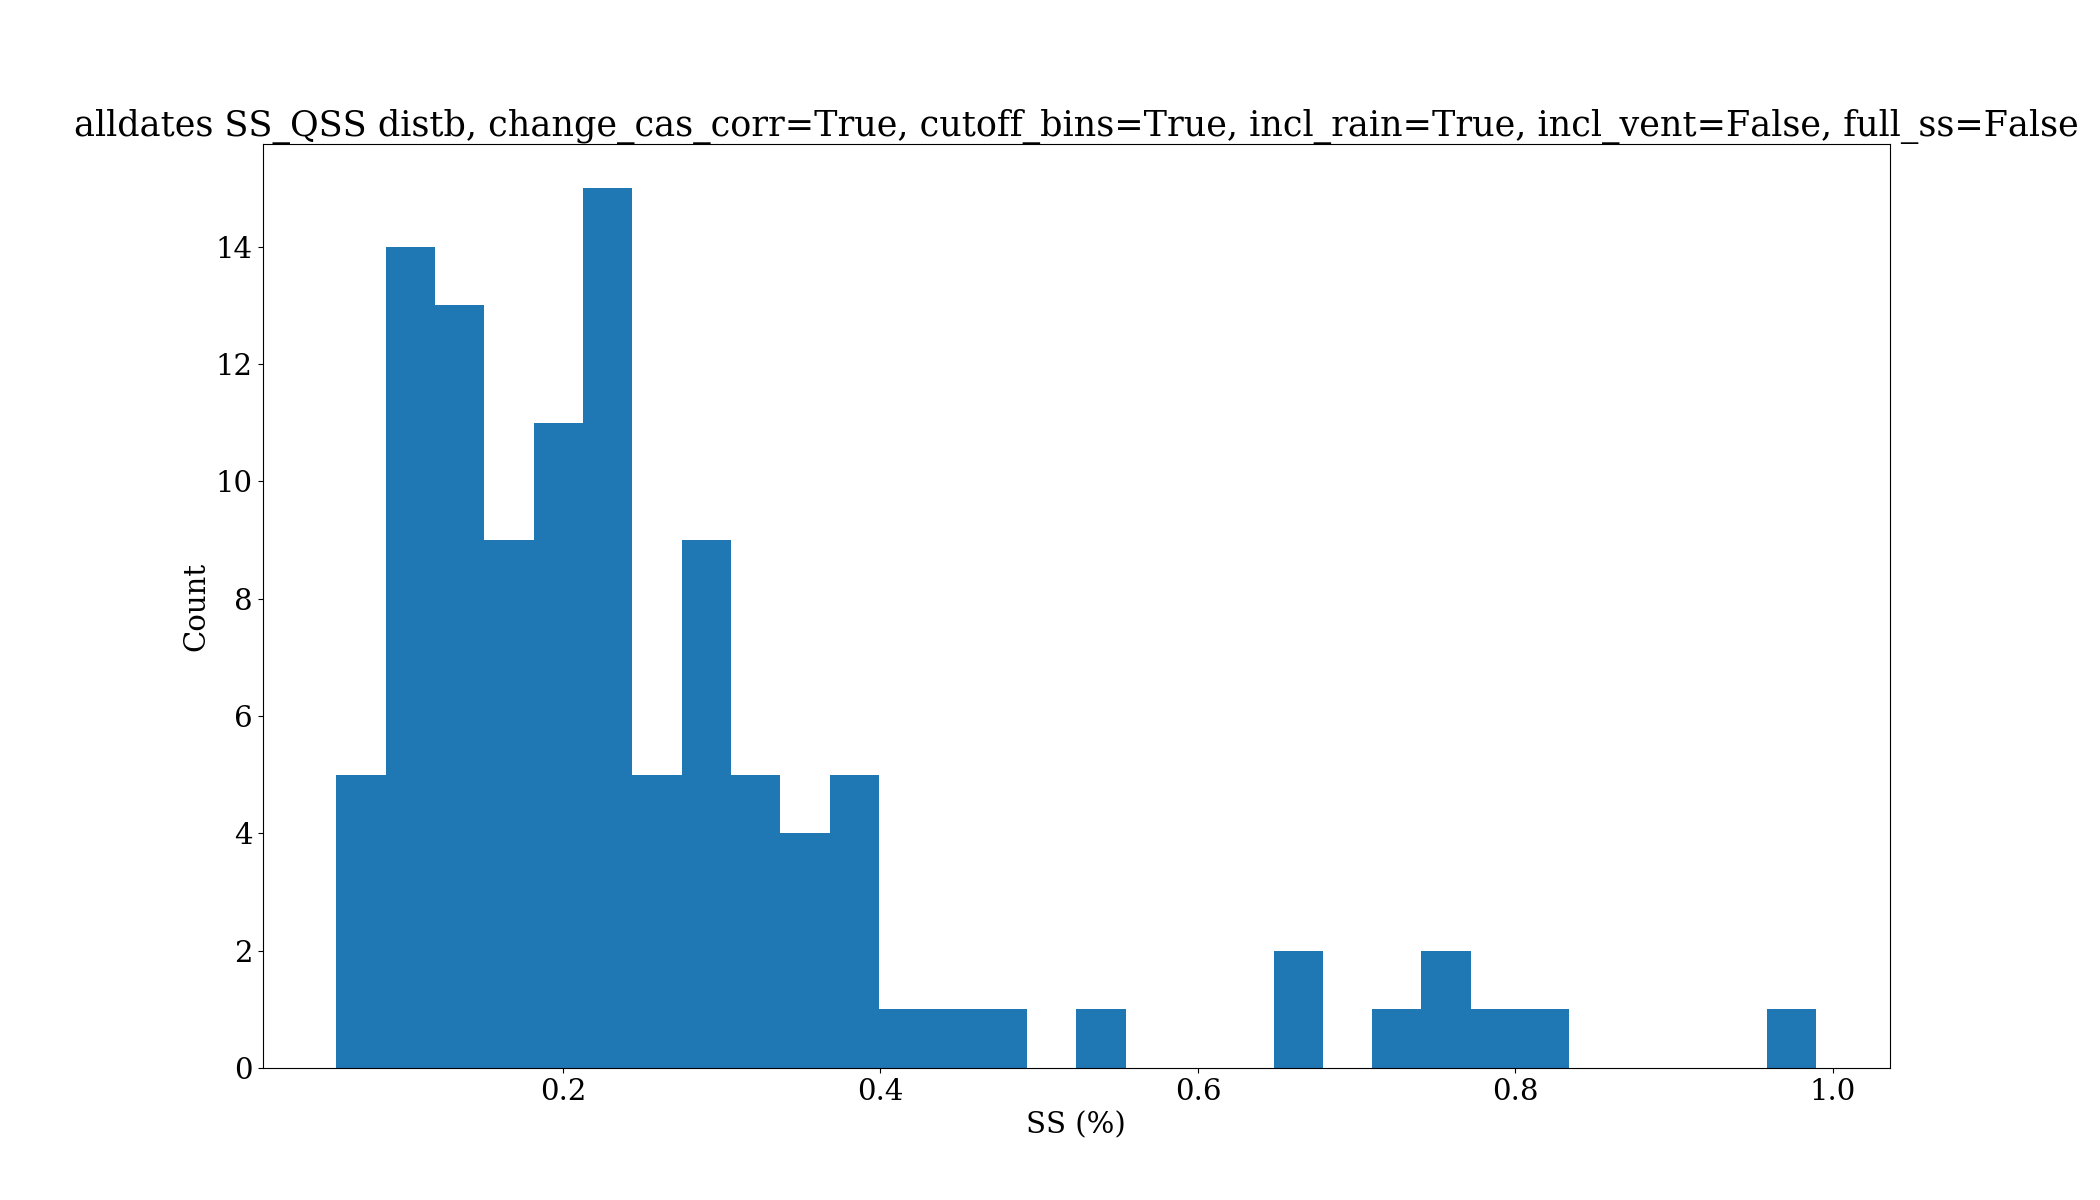 alldates SS_QSS distb, change_cas_corr=True, cutoff_bins=True, incl_rain=True, incl_vent=False, full_ss=False
14
12
10
8
6
4
2
0
Count
0.2 0.4 0.6 0.8 1.0
SS (%)